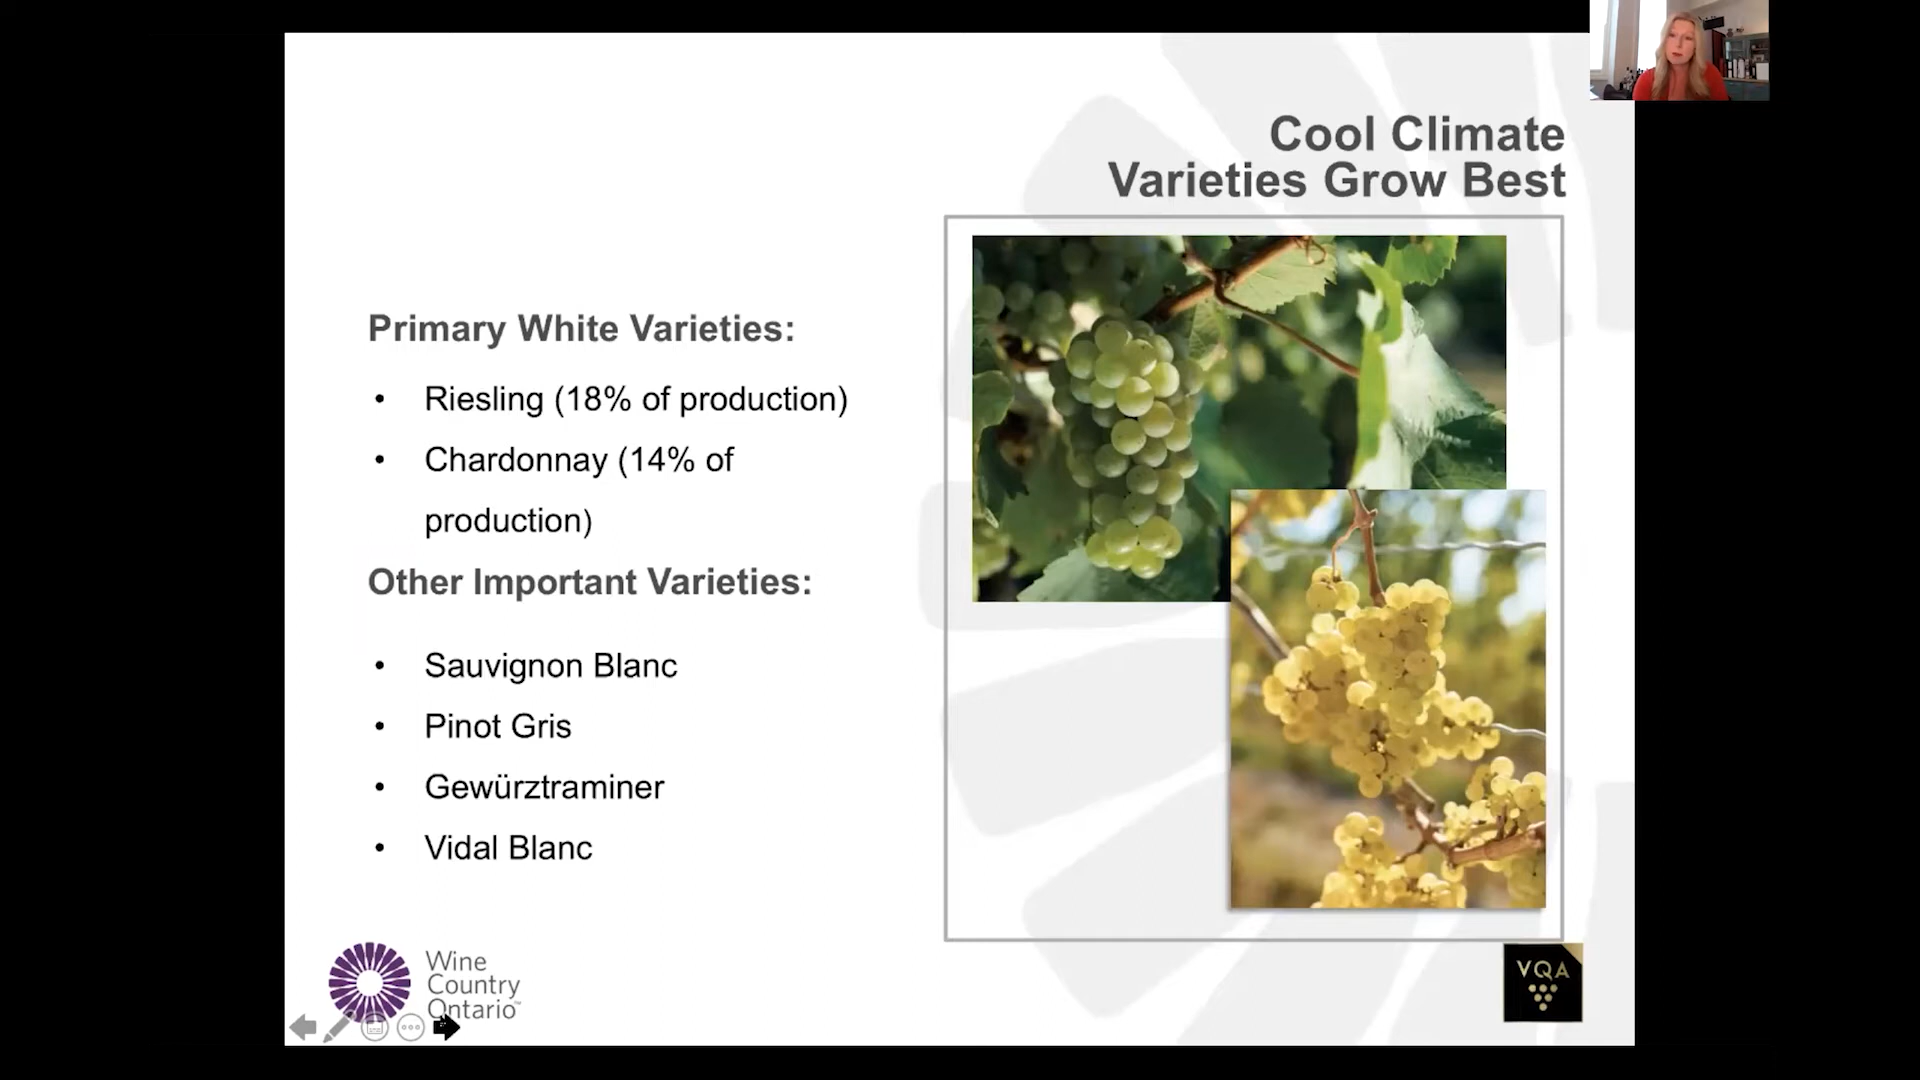 Cool Climate
Varieties Grow Best
Primary White Varieties:
• Riesling (18% of production)
• Chardonnay (14% of
production)
Other Important Varieties:
• Sauvignon Blanc
• Pinot Gris
• Gewürztraminer
• Vidal Blanc
Wine
Country
Ontario™
VQA